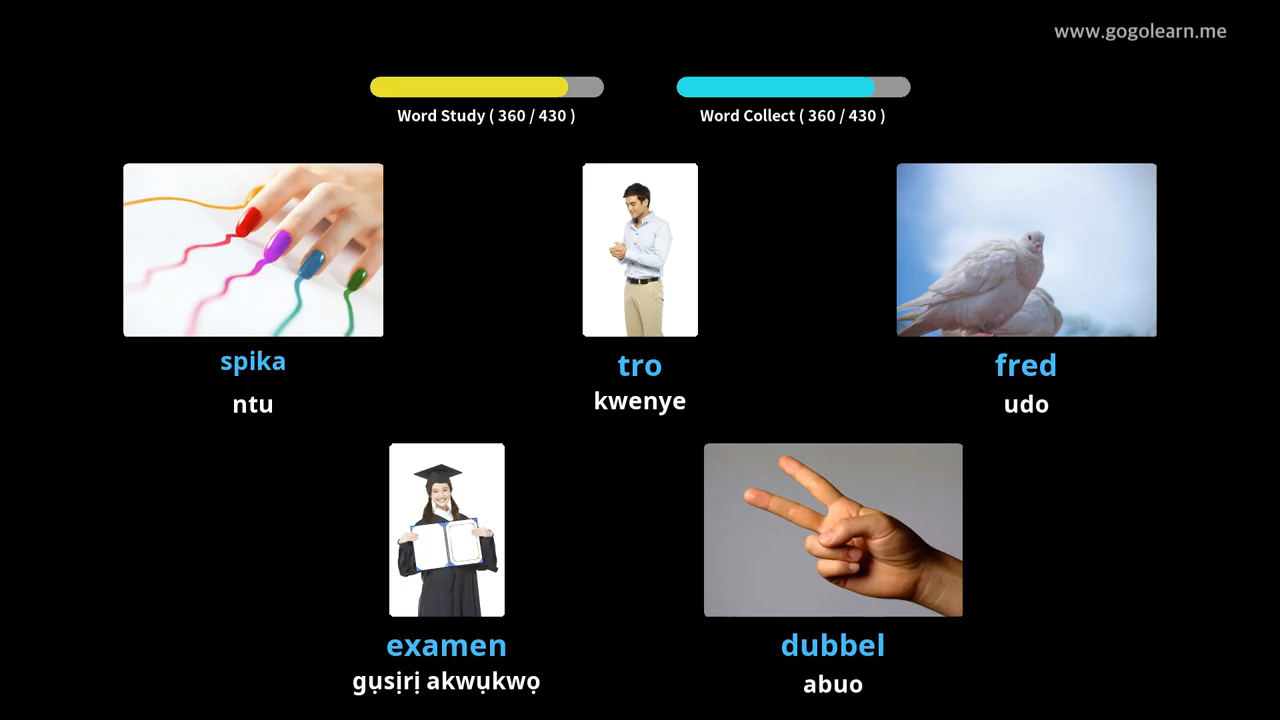 www.gogolearn.me
Word Study ( 360 / 430 )
Word Collect ( 360 / 430 )
spika
ntu
tro
kwenye
fred
udo
examen
gụsịrị akwụkwọ
dubbel
abuo